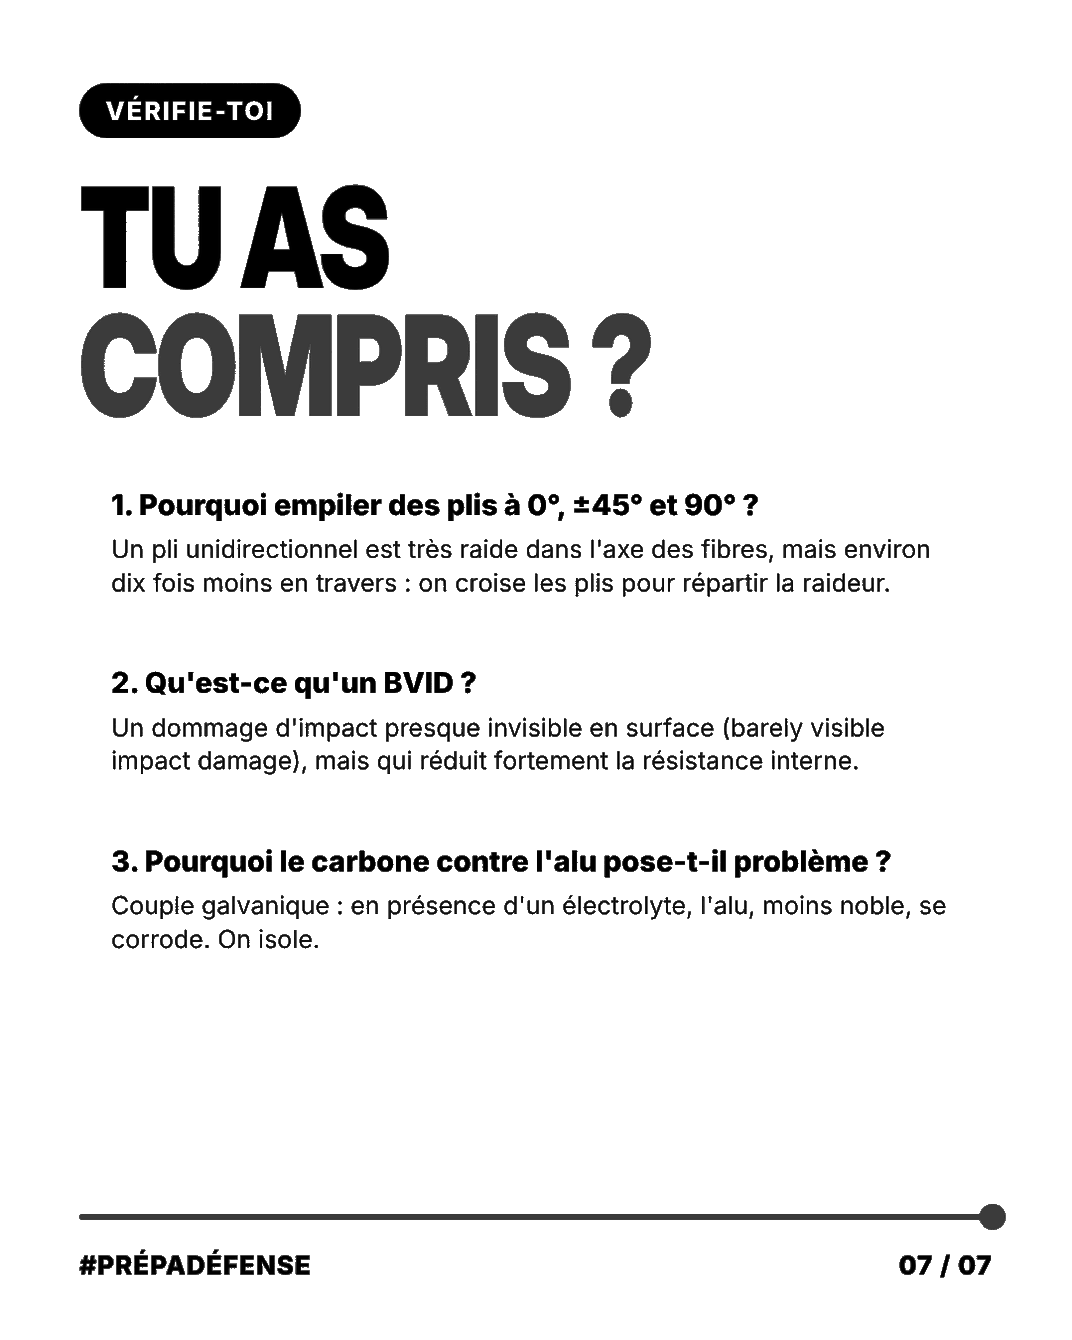 VÉRIFIE-TOI
TU AS
COMPRIS ?
1. Pourquoi empiler des plis à 0°, ±45° et 90° ?
Un pli unidirectionnel est très raide dans l'axe des fibres, mais environ
dix fois moins en travers : on croise les plis pour répartir la raideur.
2. Qu'est-ce qu'un BVID ?
Un dommage d'impact presque invisible en surface (barely visible
impact damage), mais qui réduit fortement la résistance interne.
3. Pourquoi le carbone contre l'alu pose-t-il problème ?
Couple galvanique : en présence d'un électrolyte, l'alu, moins noble, se
corrode. On isole.
#PRÉPADÉFENSE
07 / 07